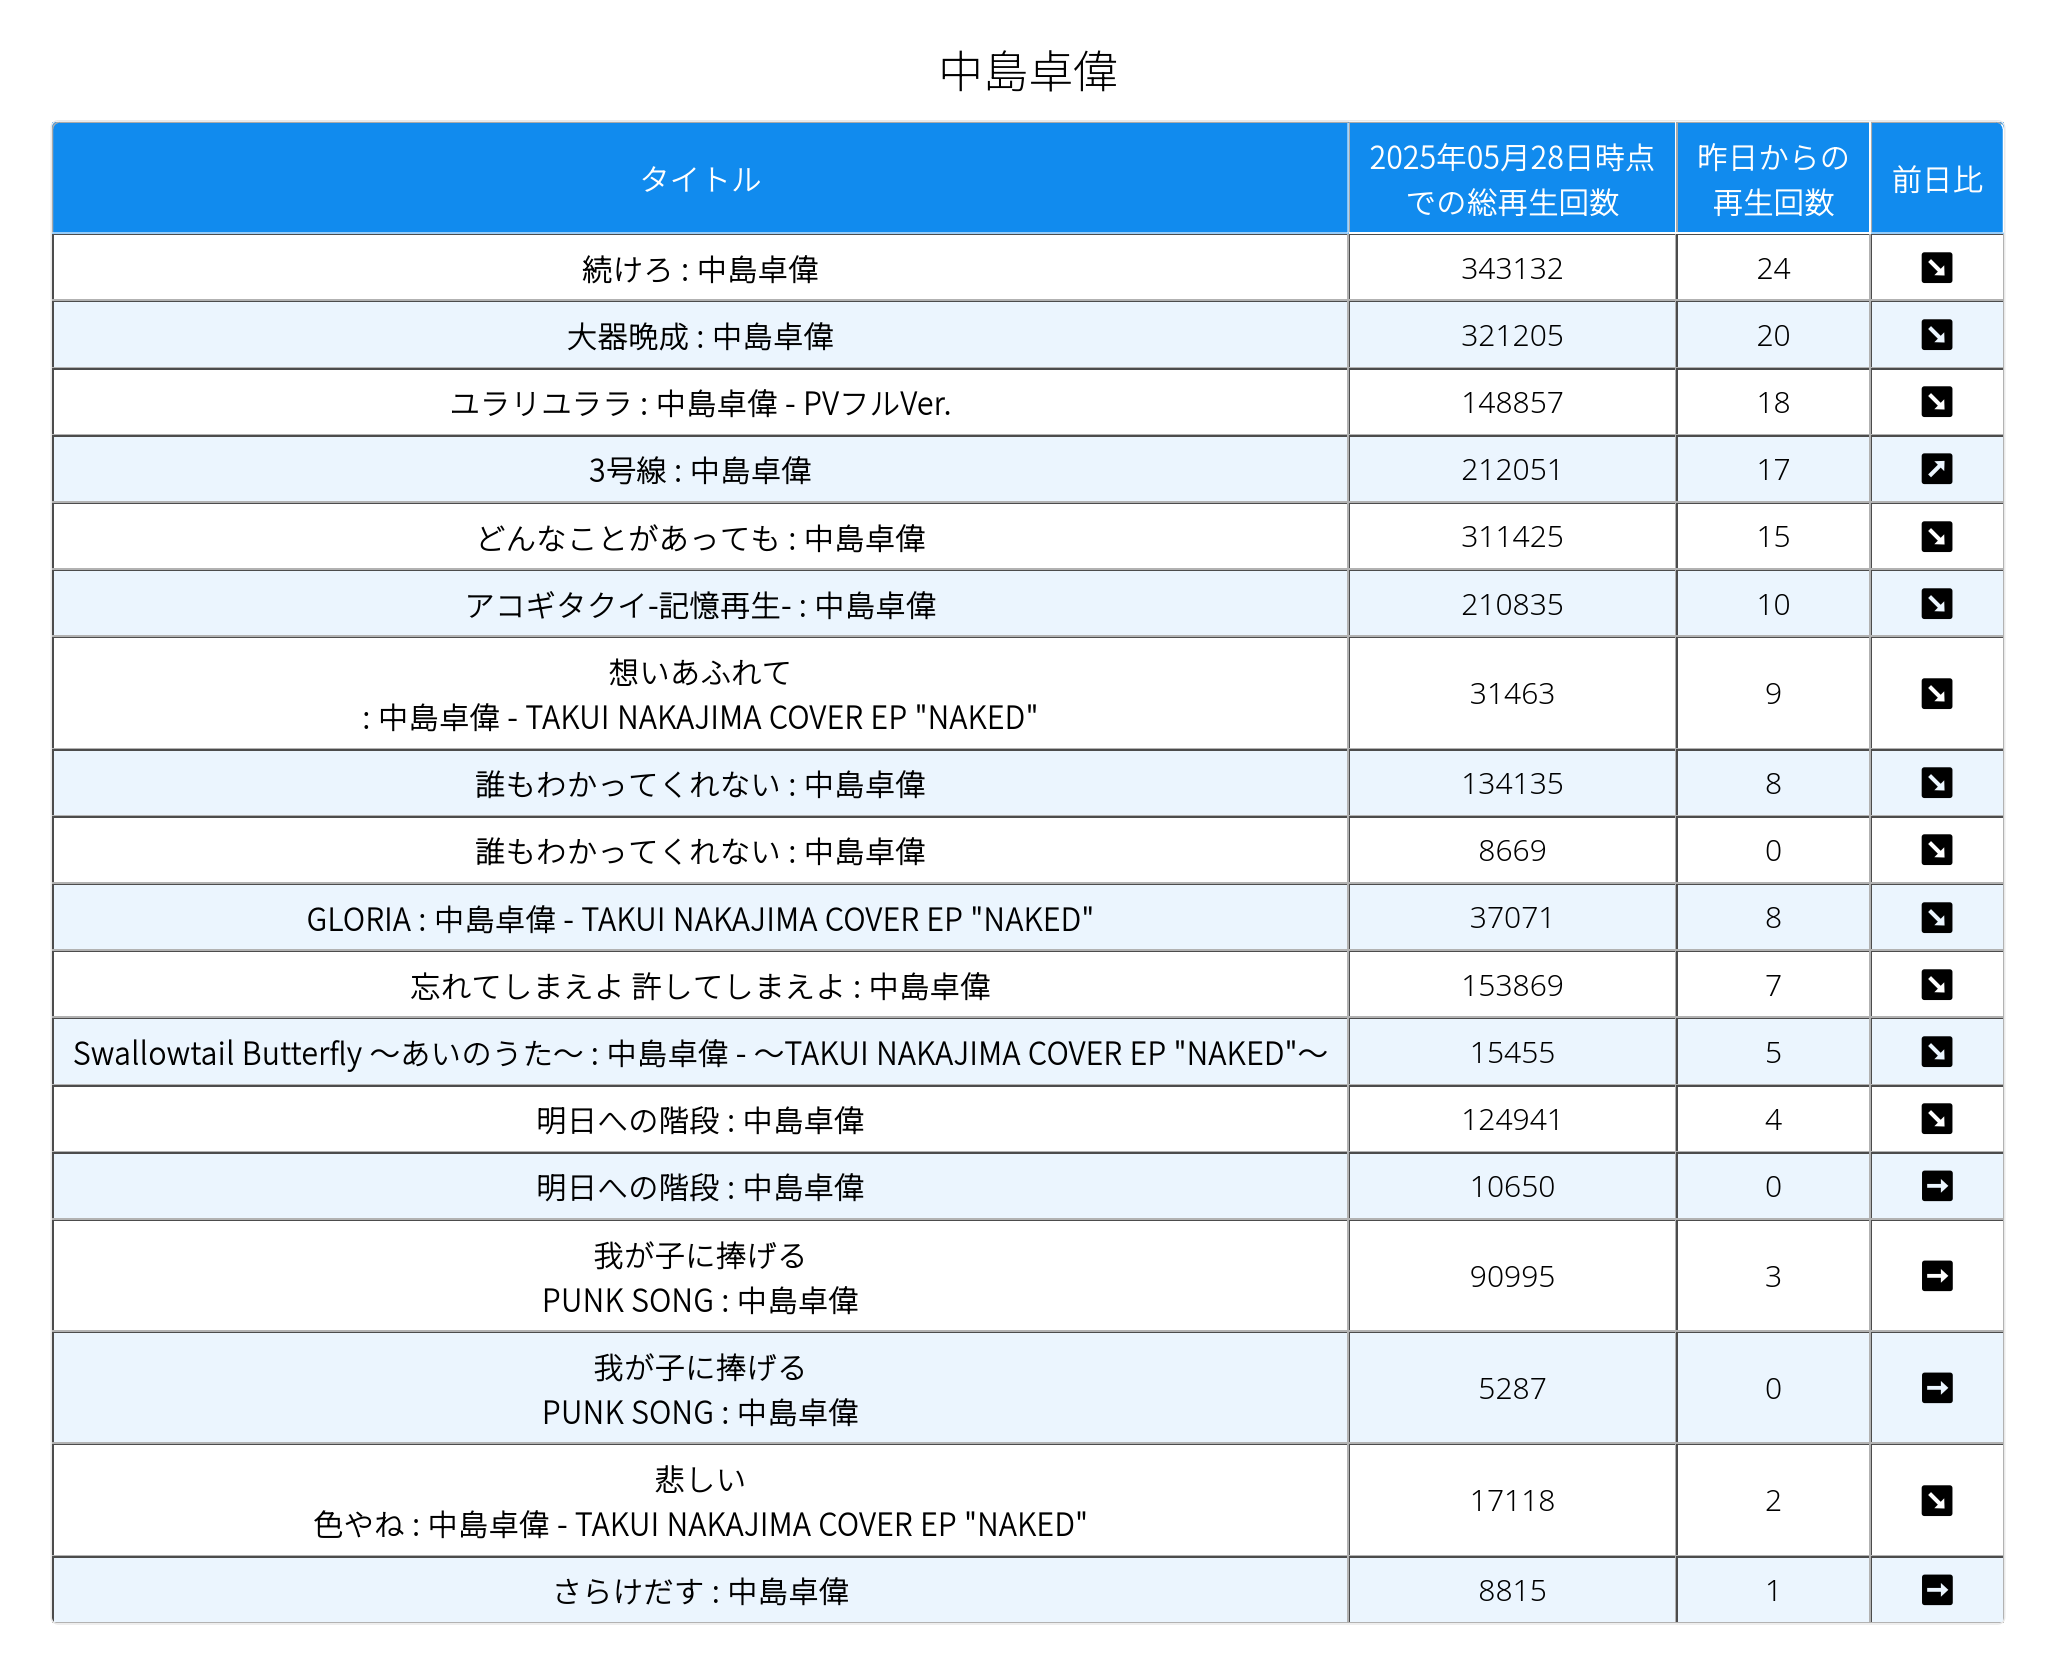 中島卓偉
タイトル
2025年05月28日時点
での総再生回数
昨日からの
再生回数
前日比
続けろ : 中島卓偉 343132 24 ↘
大器晩成 : 中島卓偉 321205 20 ↘
ユラリユララ : 中島卓偉 - PVフルVer. 148857 18 ↘
3号線 : 中島卓偉 212051 17 ↗
どんなことがあっても : 中島卓偉 311425 15 ↘
アコギタクイ-記憶再生- : 中島卓偉 210835 10 ↘
想いあふれて
: 中島卓偉 - TAKUI NAKAJIMA COVER EP "NAKED" 31463 9 ↘
誰もわかってくれない : 中島卓偉 134135 8 ↘
誰もわかってくれない : 中島卓偉 8669 0 ↘
GLORIA : 中島卓偉 - TAKUI NAKAJIMA COVER EP "NAKED" 37071 8 ↘
忘れてしまえよ 許してしまえよ : 中島卓偉 153869 7 ↘
Swallowtail Butterfly 〜あいのうた〜 : 中島卓偉 - 〜TAKUI NAKAJIMA COVER EP "NAKED"〜 15455 5 ↘
明日への階段 : 中島卓偉 124941 4 ↘
明日への階段 : 中島卓偉 10650 0 →
我が子に捧げる
PUNK SONG : 中島卓偉 90995 3 →
我が子に捧げる
PUNK SONG : 中島卓偉 5287 0 →
悲しい
色やね : 中島卓偉 - TAKUI NAKAJIMA COVER EP "NAKED" 17118 2 ↘
さらけだす : 中島卓偉 8815 1 →